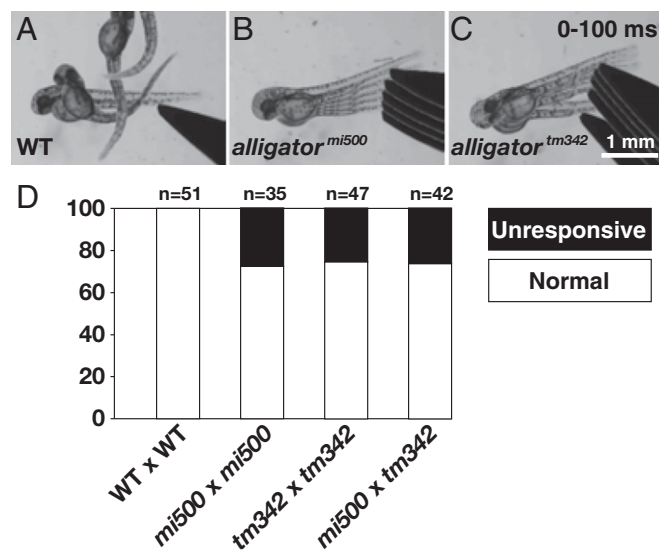 A
WT
B
alligator mi500
C
0-100 ms
alligator tm342
1 mm
D
n=51
n=35
n=47
n=42
100
80
60
40
20
0
WT x WT
mi500 x mi500
tm342 x tm342
mi500 x tm342
Unresponsive
Normal